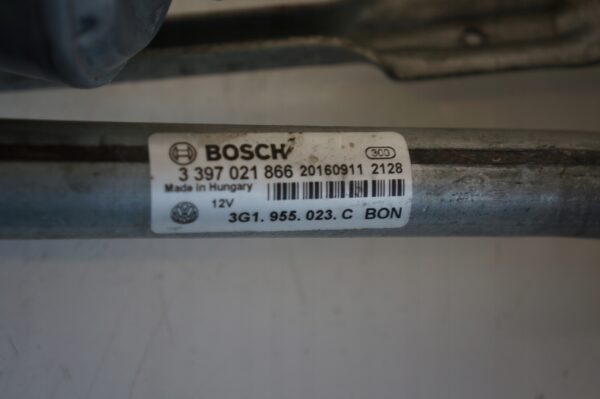 BOSCH 300
3 397 021 866 20160911 2128
Made in Hungary
12V
3G1. 955. 023. C BON